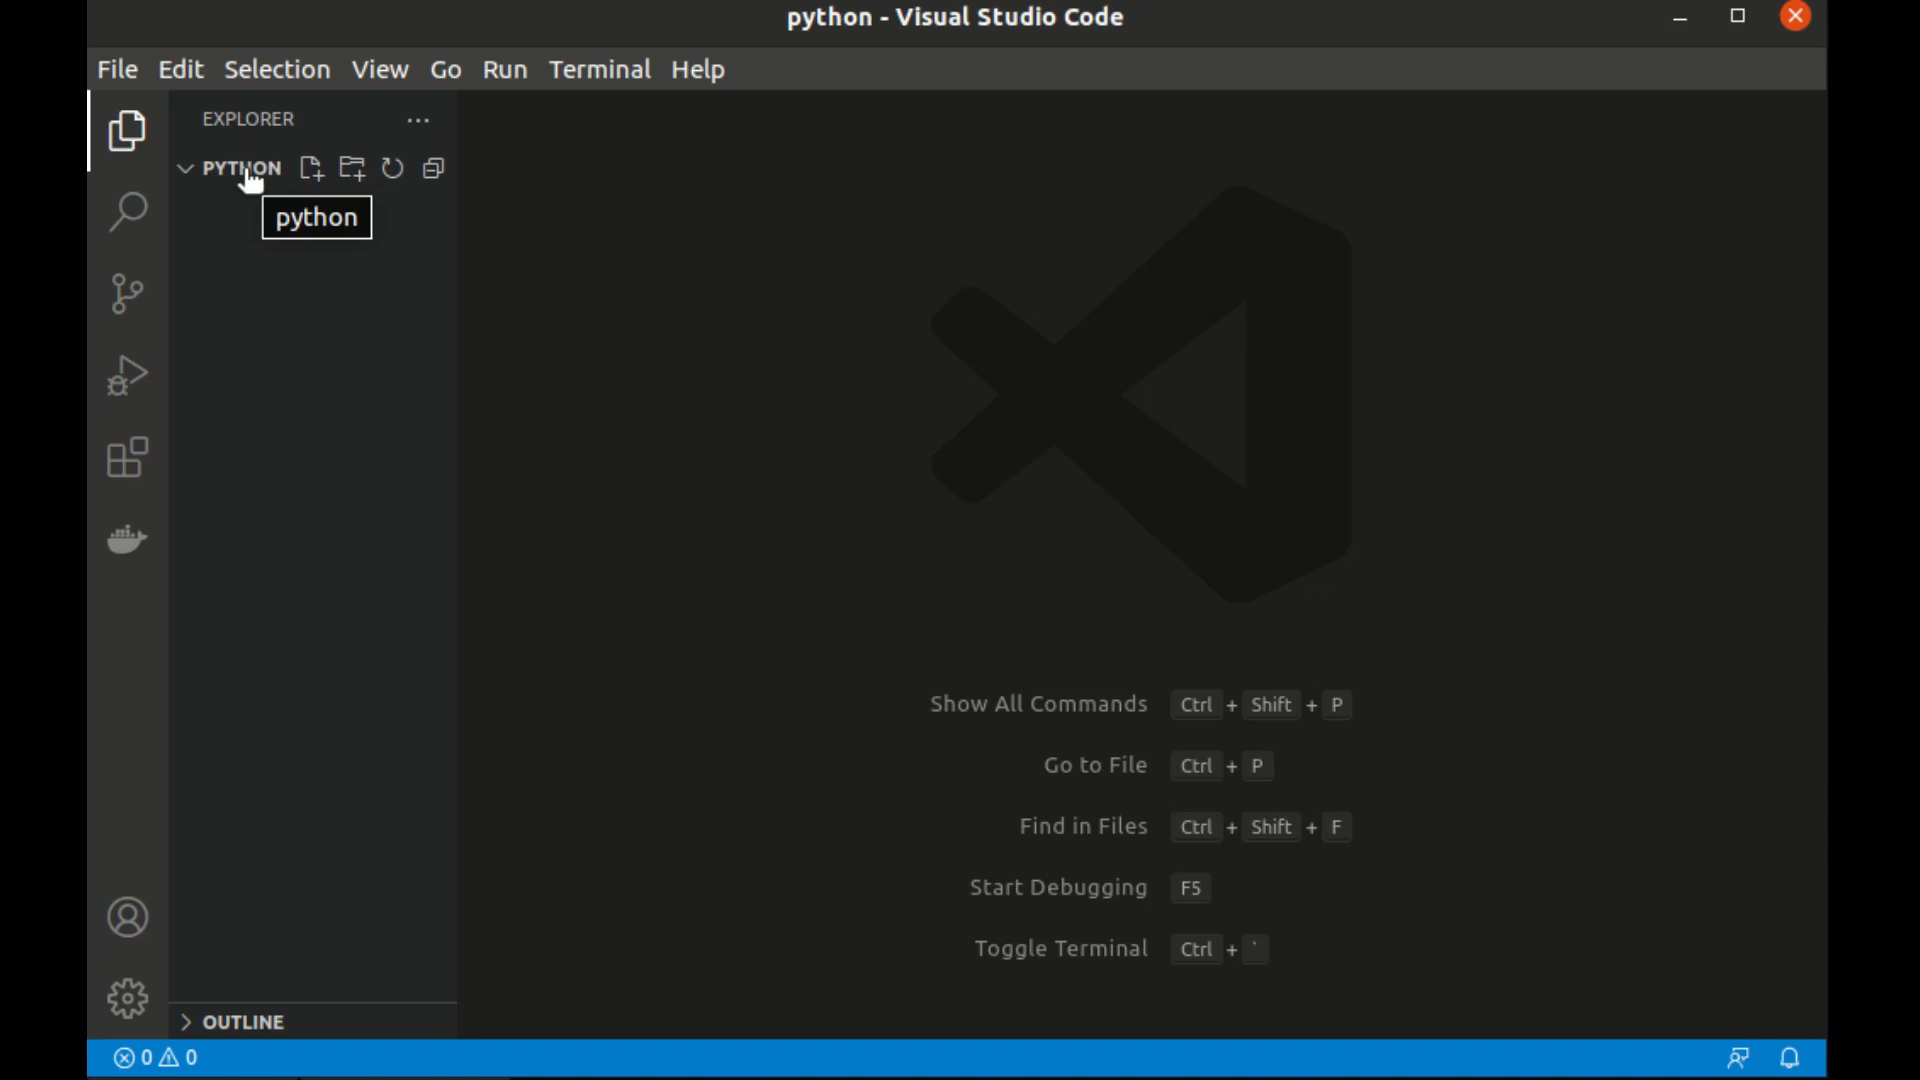 python - Visual Studio Code
File Edit Selection View Go Run Terminal Help
EXPLORER
PYTHON
python
Show All Commands Ctrl + Shift + P
Go to File Ctrl + P
Find in Files Ctrl + Shift + F
Start Debugging F5
Toggle Terminal Ctrl + `
OUTLINE
0 0